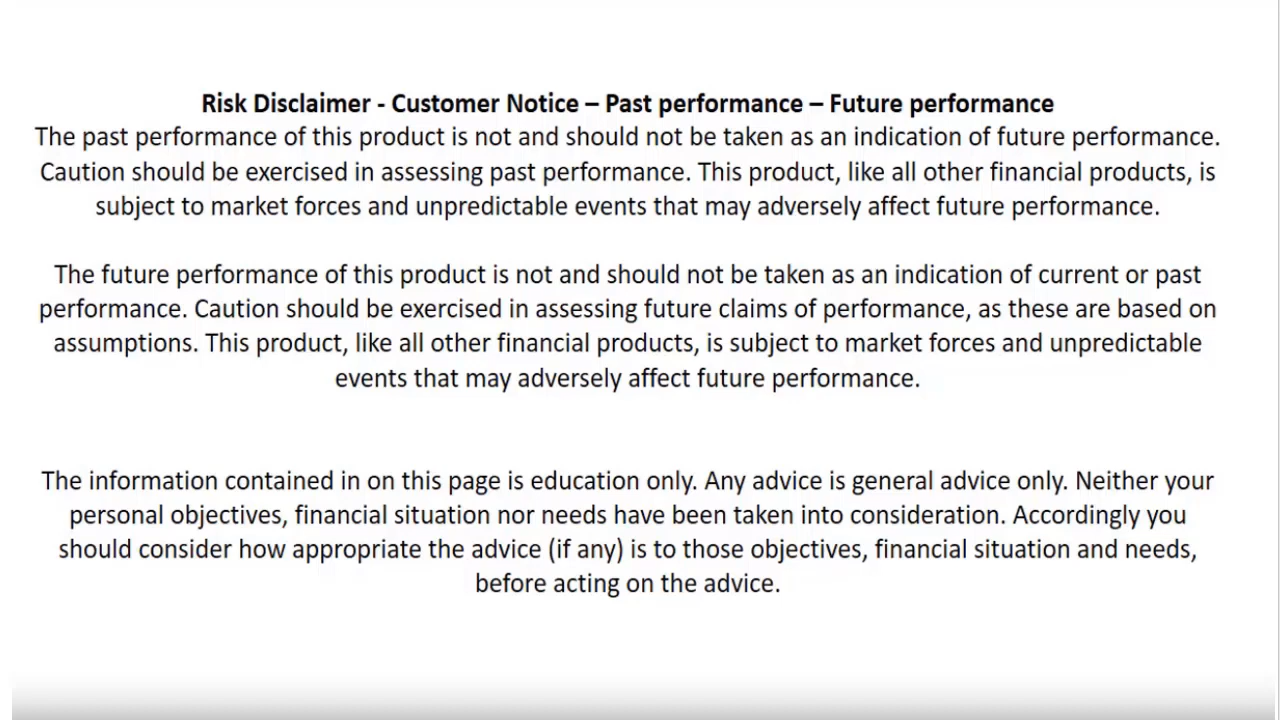 Risk Disclaimer - Customer Notice – Past performance – Future performance
The past performance of this product is not and should not be taken as an indication of future performance.
Caution should be exercised in assessing past performance. This product, like all other financial products, is
subject to market forces and unpredictable events that may adversely affect future performance.
The future performance of this product is not and should not be taken as an indication of current or past
performance. Caution should be exercised in assessing future claims of performance, as these are based on
assumptions. This product, like all other financial products, is subject to market forces and unpredictable
events that may adversely affect future performance.
The information contained in on this page is education only. Any advice is general advice only. Neither your
personal objectives, financial situation nor needs have been taken into consideration. Accordingly you
should consider how appropriate the advice (if any) is to those objectives, financial situation and needs,
before acting on the advice.